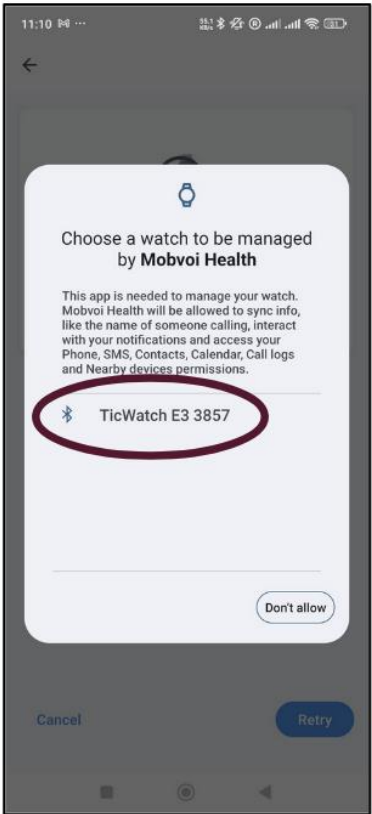 11:10
Choose a watch to be managed
by Mobvoi Health
This app is needed to manage your watch.
Mobvoi Health will be allowed to sync info,
like the name of someone calling, interact
with your notifications and access your
Phone, SMS, Contacts, Calendar, Call logs
and Nearby devices permissions.
TicWatch E3 3857
Don't allow
Cancel
Retry